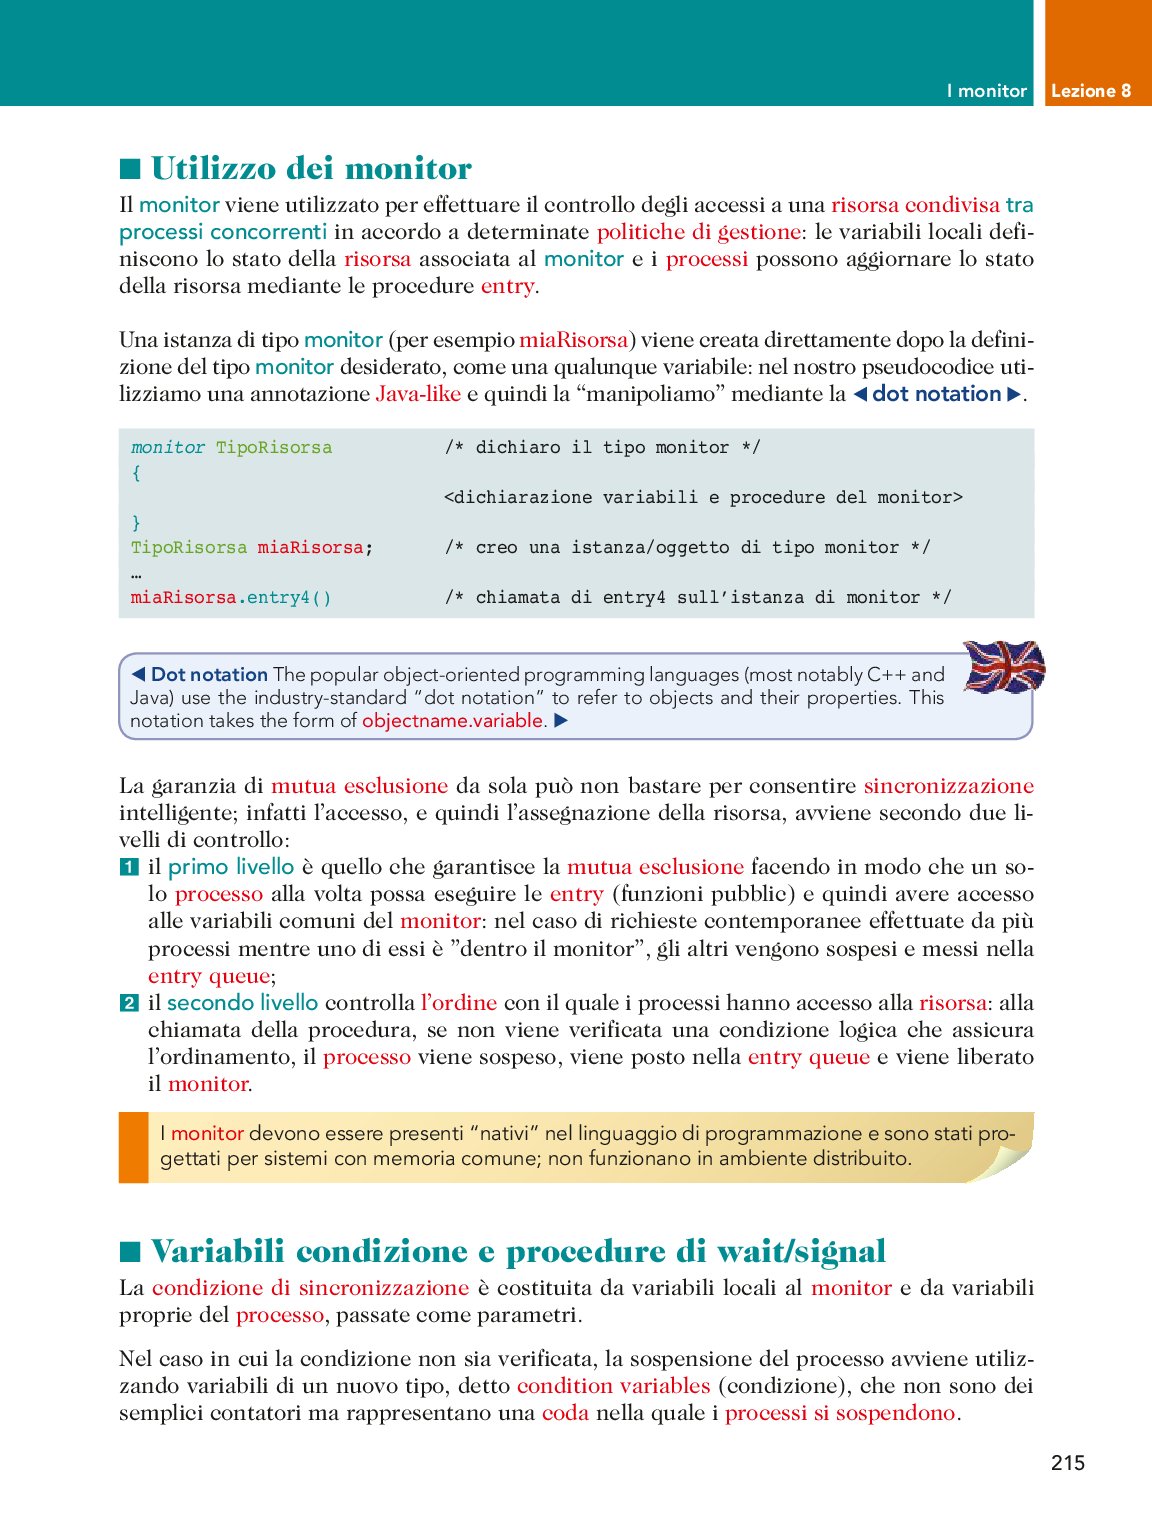 I monitor Lezione 8
Utilizzo dei monitor
Il monitor viene utilizzato per effettuare il controllo degli accessi a una risorsa condivisa tra
processi concorrenti in accordo a determinate politiche di gestione: le variabili locali defi-
niscono lo stato della risorsa associata al monitor e i processi possono aggiornare lo stato
della risorsa mediante le procedure entry.
Una istanza di tipo monitor (per esempio miaRisorsa) viene creata direttamente dopo la defini-
zione del tipo monitor desiderato, come una qualunque variabile: nel nostro pseudocodice uti-
lizziamo una annotazione Java-like e quindi la “manipoliamo” mediante la ◀ dot notation ▶.
monitor TipoRisorsa /* dichiaro il tipo monitor */
{
<dichiarazione variabili e procedure del monitor>
}
TipoRisorsa miaRisorsa; /* creo una istanza/oggetto di tipo monitor */
…
miaRisorsa.entry4() /* chiamata di entry4 sull’istanza di monitor */
◀ Dot notation The popular object-oriented programming languages (most notably C++ and
Java) use the industry-standard “dot notation” to refer to objects and their properties. This
notation takes the form of objectname.variable. ▶
La garanzia di mutua esclusione da sola può non bastare per consentire sincronizzazione
intelligente; infatti l’accesso, e quindi l’assegnazione della risorsa, avviene secondo due li-
velli di controllo:
1 il primo livello è quello che garantisce la mutua esclusione facendo in modo che un so-
lo processo alla volta possa eseguire le entry (funzioni pubblic) e quindi avere accesso
alle variabili comuni del monitor: nel caso di richieste contemporanee effettuate da più
processi mentre uno di essi è ”dentro il monitor”, gli altri vengono sospesi e messi nella
entry queue;
2 il secondo livello controlla l’ordine con il quale i processi hanno accesso alla risorsa: alla
chiamata della procedura, se non viene verificata una condizione logica che assicura
l’ordinamento, il processo viene sospeso, viene posto nella entry queue e viene liberato
il monitor.
I monitor devono essere presenti “nativi” nel linguaggio di programmazione e sono stati pro-
gettati per sistemi con memoria comune; non funzionano in ambiente distribuito.
Variabili condizione e procedure di wait/signal
La condizione di sincronizzazione è costituita da variabili locali al monitor e da variabili
proprie del processo, passate come parametri.
Nel caso in cui la condizione non sia verificata, la sospensione del processo avviene utiliz-
zando variabili di un nuovo tipo, detto condition variables (condizione), che non sono dei
semplici contatori ma rappresentano una coda nella quale i processi si sospendono.
215